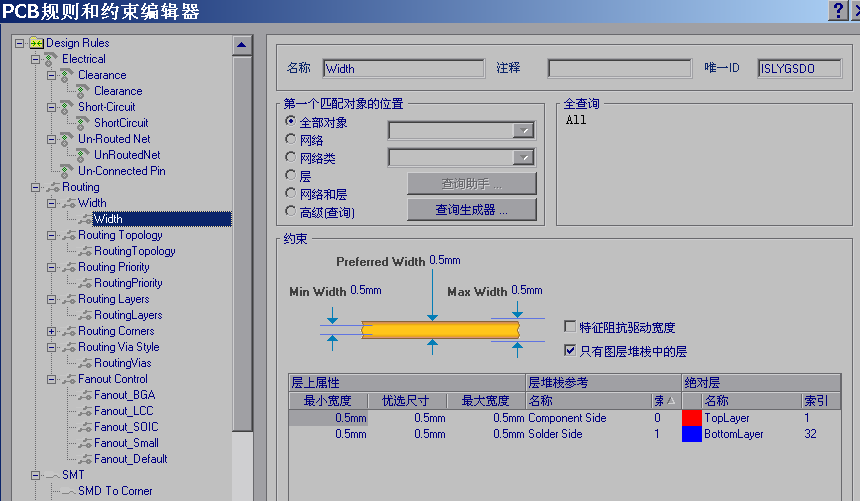 PCB规则和约束编辑器
Design Rules
Electrical
Clearance
Clearance
Short-Circuit
ShortCircuit
Un-Routed Net
UnRoutedNet
Un-Connected Pin
Routing
Width
Width
Routing Topology
RoutingTopology
Routing Priority
RoutingPriority
Routing Layers
RoutingLayers
Routing Corners
Routing Via Style
RoutingVias
Fanout Control
Fanout_BGA
Fanout_LCC
Fanout_SOIC
Fanout_Small
Fanout_Default
SMT
SMD To Corner
名称 Width 注释 唯一ID ISLYGSDO
第一个匹配对象的位置
全部对象
网络
网络类
层
网络和层
高级(查询)
查询助手 ...
查询生成器 ...
全查询
All
约束
Preferred Width 0.5mm
Min Width 0.5mm Max Width 0.5mm
特征阻抗驱动宽度
只有图层堆栈中的层
层上属性 层堆栈参考 绝对层
最小宽度 优选尺寸 最大宽度 名称 索 名称 索引
0.5mm 0.5mm 0.5mm Component Side 0 TopLayer 1
0.5mm 0.5mm 0.5mm Solder Side 1 BottomLayer 32